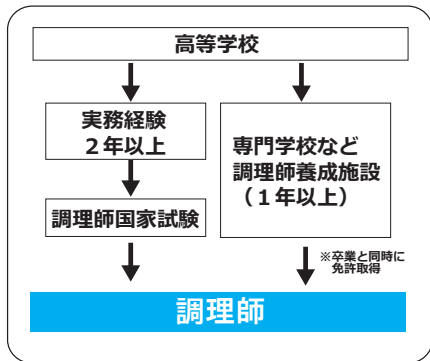 高等学校
実務経験
２年以上
調理師国家試験
専門学校など
調理師養成施設
（１年以上）
※卒業と同時に
免許取得
調理師